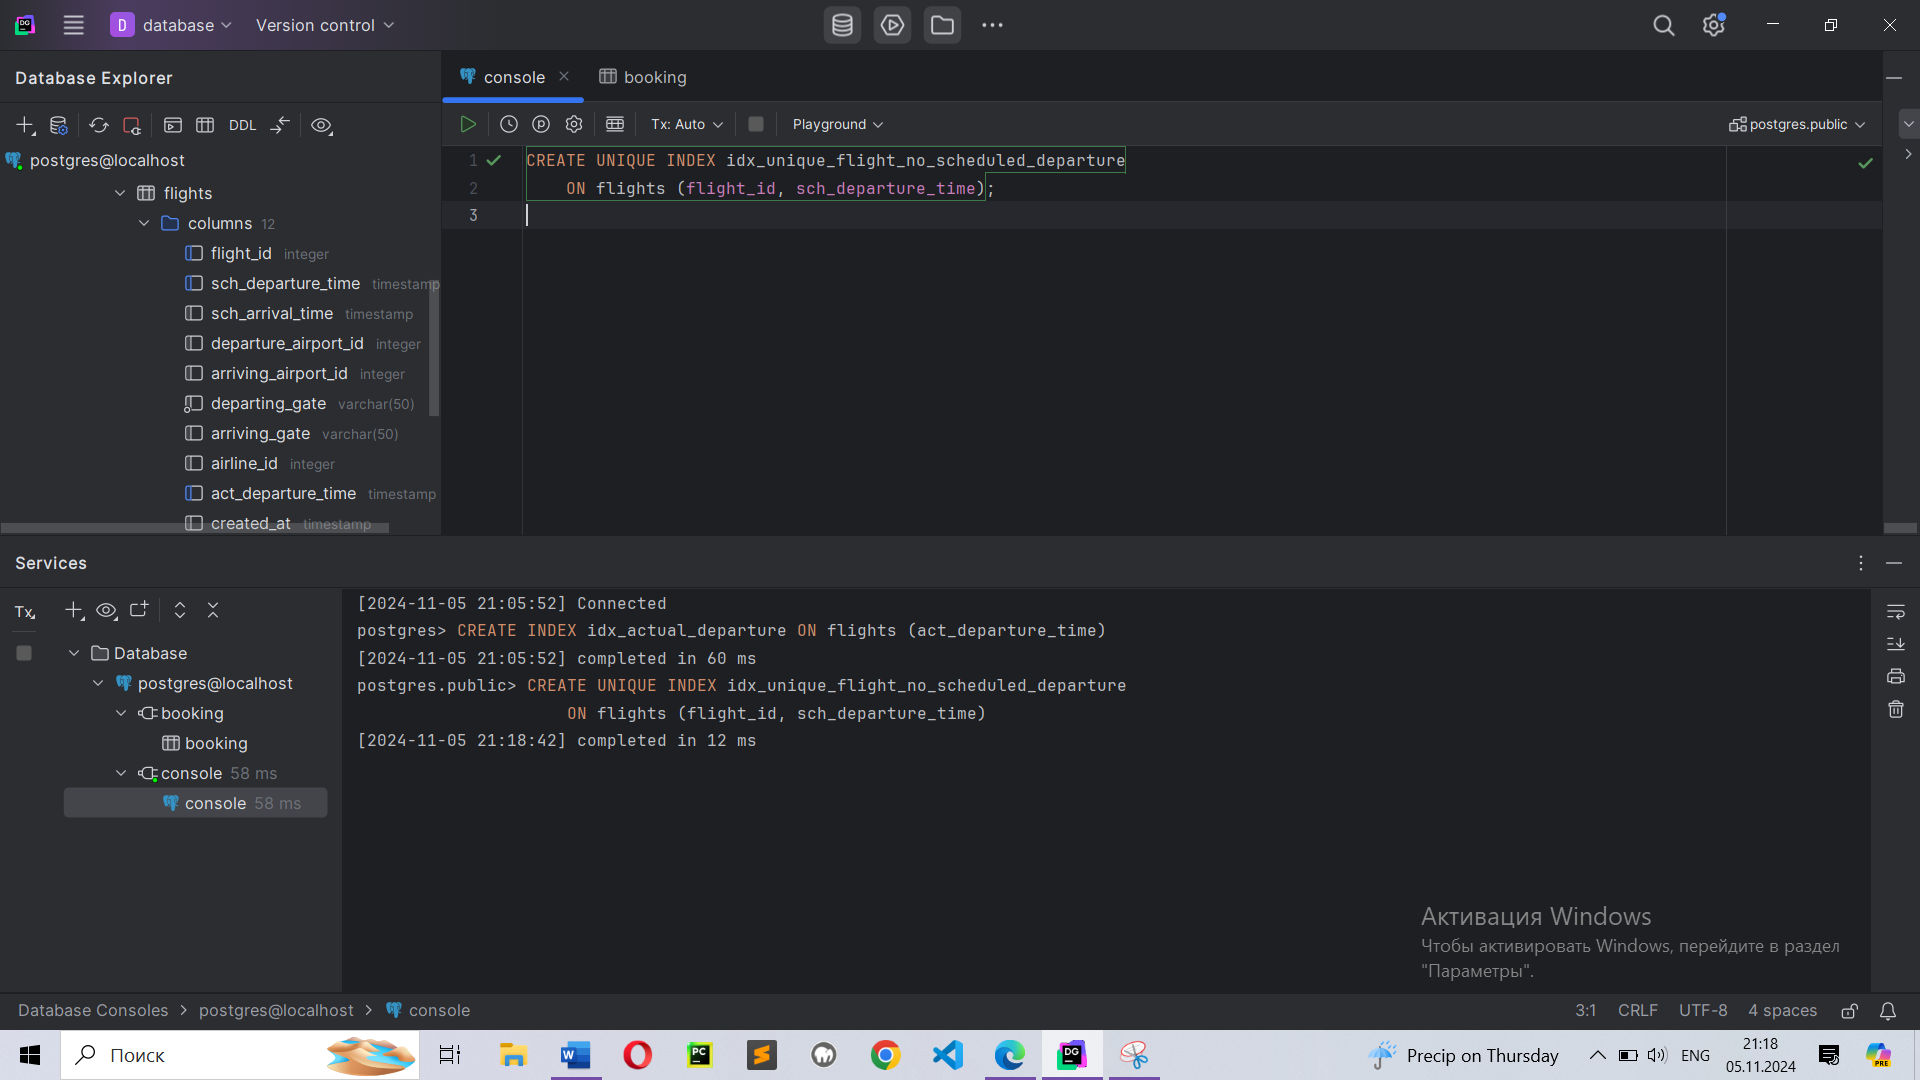 D database Version control
Database Explorer
console
booking
DDL
Tx: Auto
Playground
postgres.public
postgres@localhost
flights
columns 12
flight_id integer
sch_departure_time timestamp
sch_arrival_time timestamp
departure_airport_id integer
arriving_airport_id integer
departing_gate varchar(50)
arriving_gate varchar(50)
airline_id integer
act_departure_time timestamp
created_at timestamp
1 CREATE UNIQUE INDEX idx_unique_flight_no_scheduled_departure
2 ON flights (flight_id, sch_departure_time);
3
Services
Tx
Database
postgres@localhost
booking
booking
console 58 ms
console 58 ms
[2024-11-05 21:05:52] Connected
postgres> CREATE INDEX idx_actual_departure ON flights (act_departure_time)
[2024-11-05 21:05:52] completed in 60 ms
postgres.public> CREATE UNIQUE INDEX idx_unique_flight_no_scheduled_departure
ON flights (flight_id, sch_departure_time)
[2024-11-05 21:18:42] completed in 12 ms
Активация Windows
Чтобы активировать Windows, перейдите в раздел
"Параметры".
Database Consoles > postgres@localhost > console
3:1 CRLF UTF-8 4 spaces
Поиск
Precip on Thursday
ENG
21:18
05.11.2024